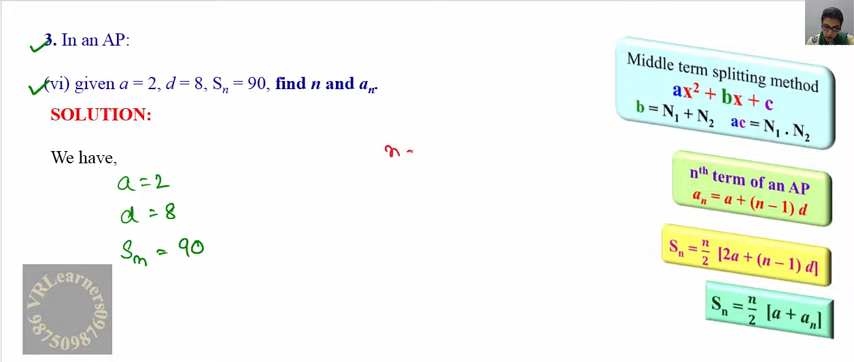 3. In an AP:
(vi) given a = 2, d = 8, Sn = 90, find n and an.
SOLUTION:
We have,
a = 2
d = 8
Sn = 90
n =
Middle term splitting method
ax² + bx + c
b = N₁ + N₂ ac = N₁ . N₂
nth term of an AP
an = a + (n – 1) d
Sn = n/2 [2a + (n – 1) d]
Sn = n/2 [a + an]
VRLearners
9875098760